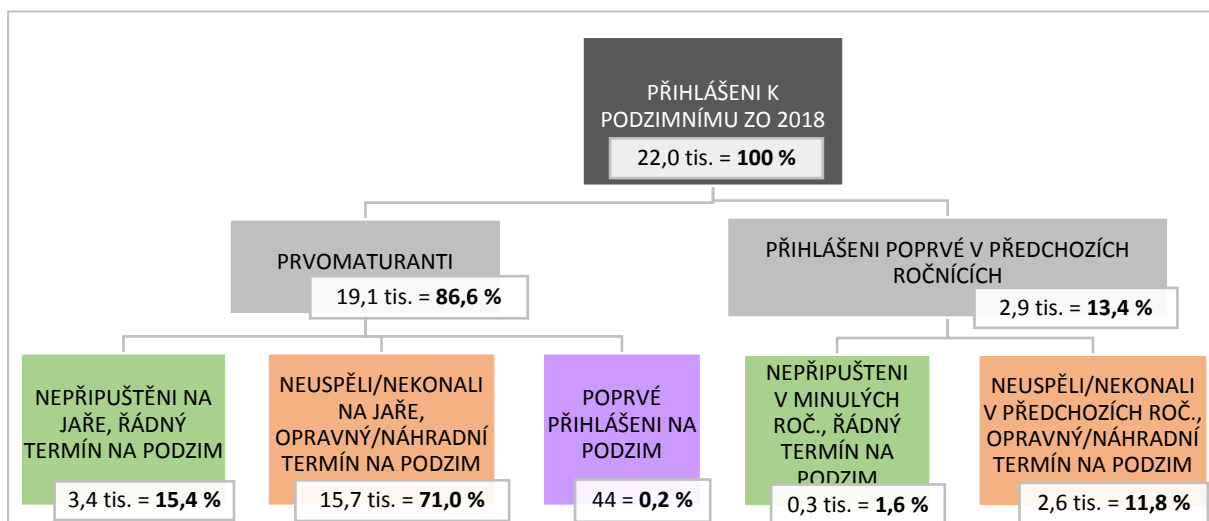 PŘIHLÁŠENI K
PODZIMNÍMU ZO 2018
22,0 tis. = 100 %
PRVOMATURANTI
19,1 tis. = 86,6 %
PŘIHLÁŠENI POPRVÉ V PŘEDCHOZÍCH
ROČNÍCÍCH
2,9 tis. = 13,4 %
NEPŘIPUŠTĚNI NA
JAŘE, ŘÁDNÝ
TERMÍN NA PODZIM
3,4 tis. = 15,4 %
NEUSPĚLI/NEKONALI
NA JAŘE,
OPRAVNÝ/NÁHRADNÍ
TERMÍN NA PODZIM
15,7 tis. = 71,0 %
POPRVÉ
PŘIHLÁŠENI NA
PODZIM
44 = 0,2 %
NEPŘIPUŠTENI
V MINULÝCH
ROČ., ŘÁDNÝ
TERMÍN NA
PODZIM
0,3 tis. = 1,6 %
NEUSPĚLI/NEKONALI
V PŘEDCHOZÍCH ROČ.,
OPRAVNÝ/NÁHRADNÍ
TERMÍN NA PODZIM
2,6 tis. = 11,8 %